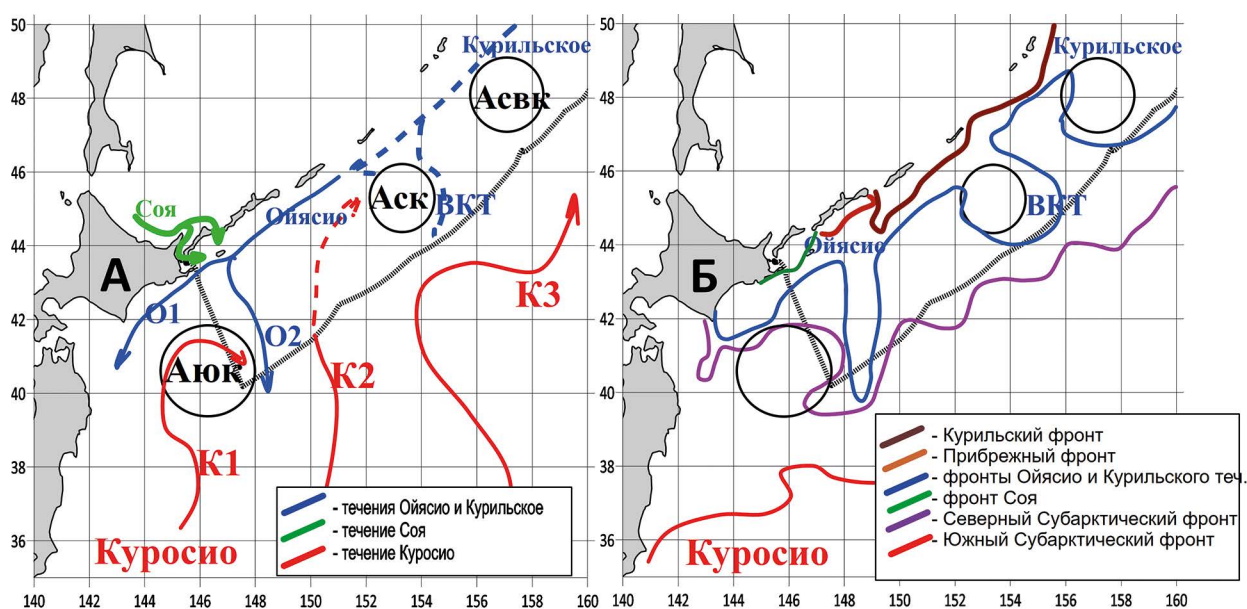 50
48
46
44
42
40
38
36
34
140 142 144 146 148 150 152 154 156 158 160
Курильское
Асвк
Аск
ВКТ
Соя
Ойясио
А
О1
О2
К3
Аюк
К2
К1
Куросио
- течения Ойясио и Курильское
- течение Соя
- течение Куросио
50
48
46
44
42
40
38
36
34
140 142 144 146 148 150 152 154 156 158 160
Курильское
ВКТ
Ойясио
Б
Куросио
- Курильский фронт
- Прибрежный фронт
- фронты Ойясио и Курильского теч.
- фронт Соя
- Северный Субарктический фронт
- Южный Субарктический фронт